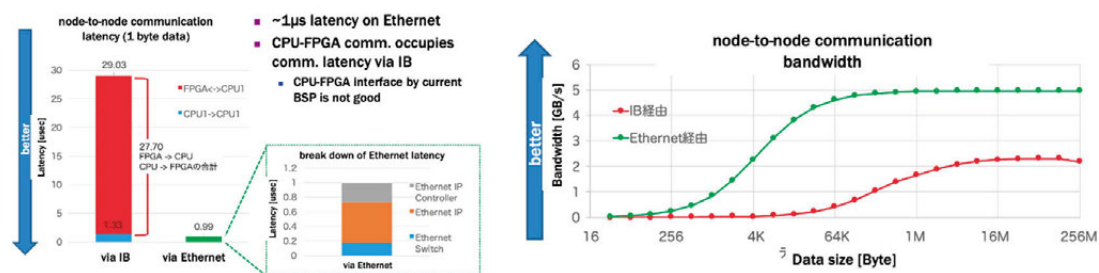 node-to-node communication
latency (1 byte data)
better
Latency [usec]
35
30
25
20
15
10
5
0
29.03
FPGA<->CPU1
CPU1->CPU1
27.70
FPGA -> CPU
CPU -> FPGAの合計
1.33
0.99
via IB
via Ethernet
~1μs latency on Ethernet
CPU-FPGA comm. occupies
comm. latency via IB
CPU-FPGA interface by current
BSP is not good
break down of Ethernet latency
Latency [usec]
1.2
1
0.8
0.6
0.4
0.2
0
Ethernet IP
Controller
Ethernet IP
Ethernet
Switch
via Ethernet
node-to-node communication
bandwidth
better
Bandwidth [GB/s]
6
5
4
3
2
1
0
IB経由
Ethernet経由
16
256
4K
64K
1M
16M
256M
Data size [Byte]